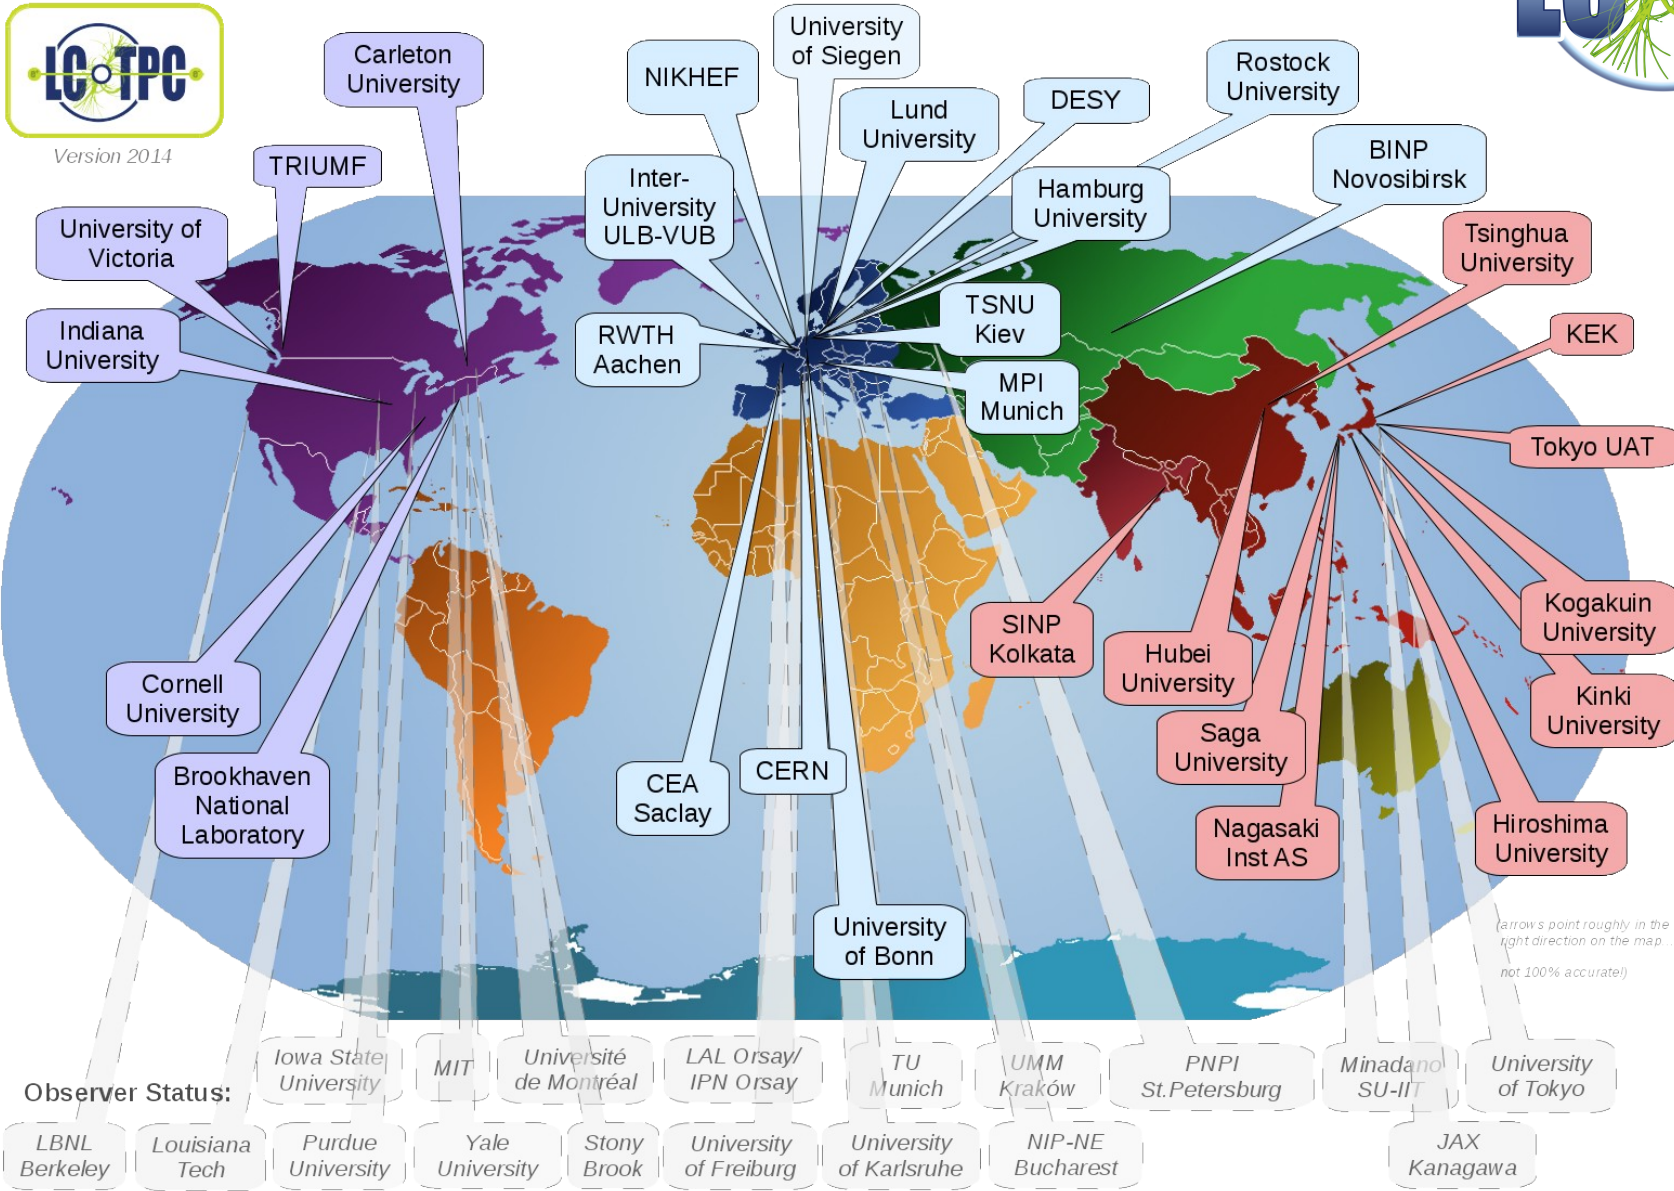 LC TPC
Version 2014
LC
Carleton
University
TRIUMF
University of
Victoria
Indiana
University
Cornell
University
Brookhaven
National
Laboratory
NIKHEF
University
of Siegen
Lund
University
DESY
Rostock
University
Inter-
University
ULB-VUB
Hamburg
University
BINP
Novosibirsk
RWTH
Aachen
TSNU
Kiev
MPI
Munich
CEA
Saclay
CERN
University
of Bonn
Tsinghua
University
KEK
Tokyo UAT
SINP
Kolkata
Hubei
University
Saga
University
Nagasaki
Inst AS
Kogakuin
University
Kinki
University
Hiroshima
University
(arrows point roughly in the
right direction on the map...
not 100% accurate!)
Observer Status:
Iowa State
University
MIT
Université
de Montréal
LAL Orsay/
IPN Orsay
TU
Munich
UMM
Kraków
PNPI
St.Petersburg
Minadano
SU-IIT
University
of Tokyo
LBNL
Berkeley
Louisiana
Tech
Purdue
University
Yale
University
Stony
Brook
University
of Freiburg
University
of Karlsruhe
NIP-NE
Bucharest
JAX
Kanagawa